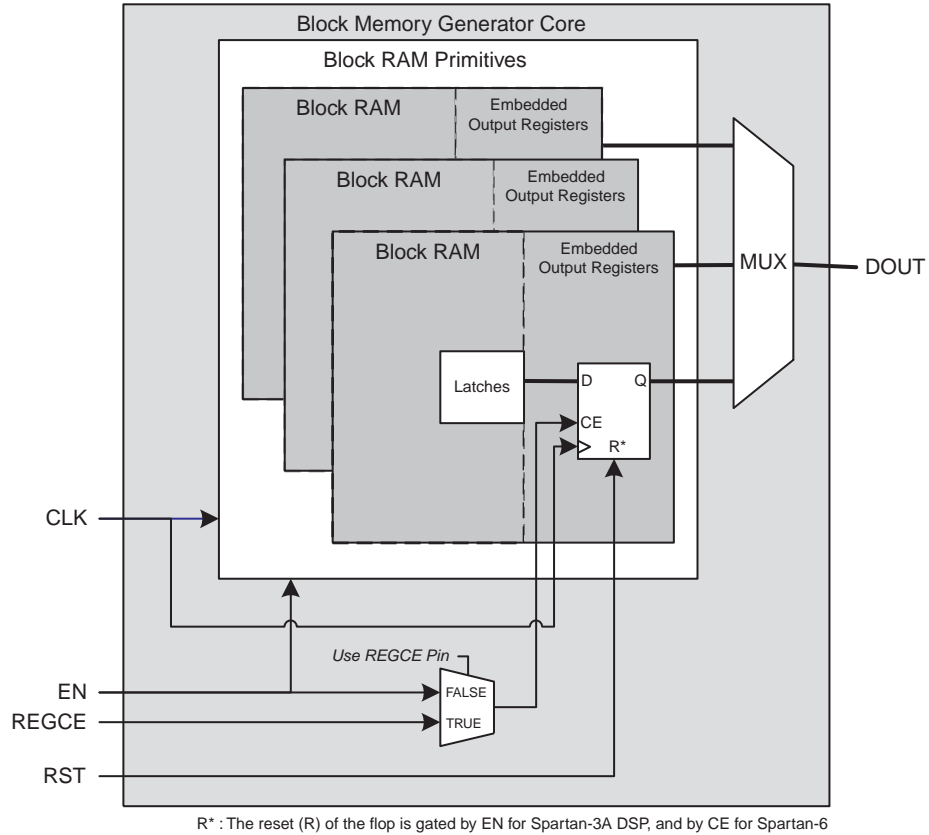 Block Memory Generator Core
Block RAM Primitives
Block RAM
Embedded
Output Registers
Block RAM
Embedded
Output Registers
Block RAM
Embedded
Output Registers
MUX
DOUT
Latches
D
Q
CE
R*
CLK
Use REGCE Pin
EN
FALSE
REGCE
TRUE
RST
R* : The reset (R) of the flop is gated by EN for Spartan-3A DSP, and by CE for Spartan-6